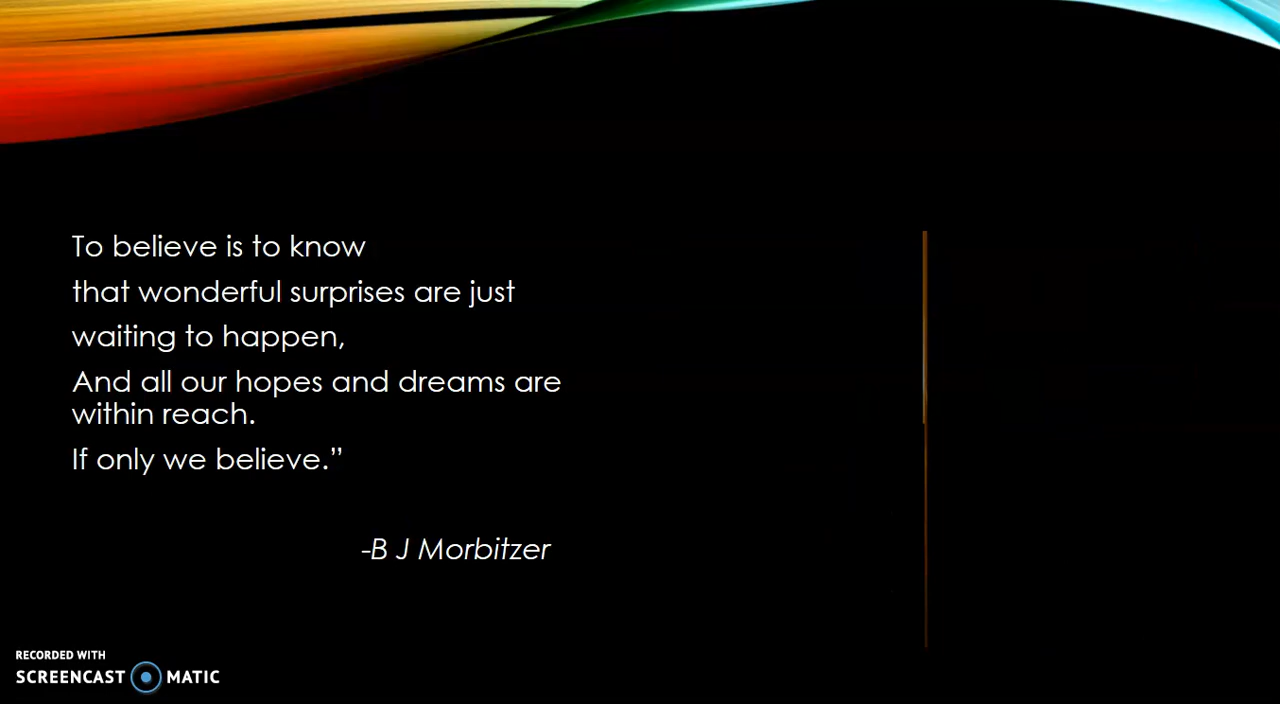 To believe is to know
that wonderful surprises are just
waiting to happen,
And all our hopes and dreams are
within reach.
If only we believe.”
-B J Morbitzer
RECORDED WITH
SCREENCAST MATIC